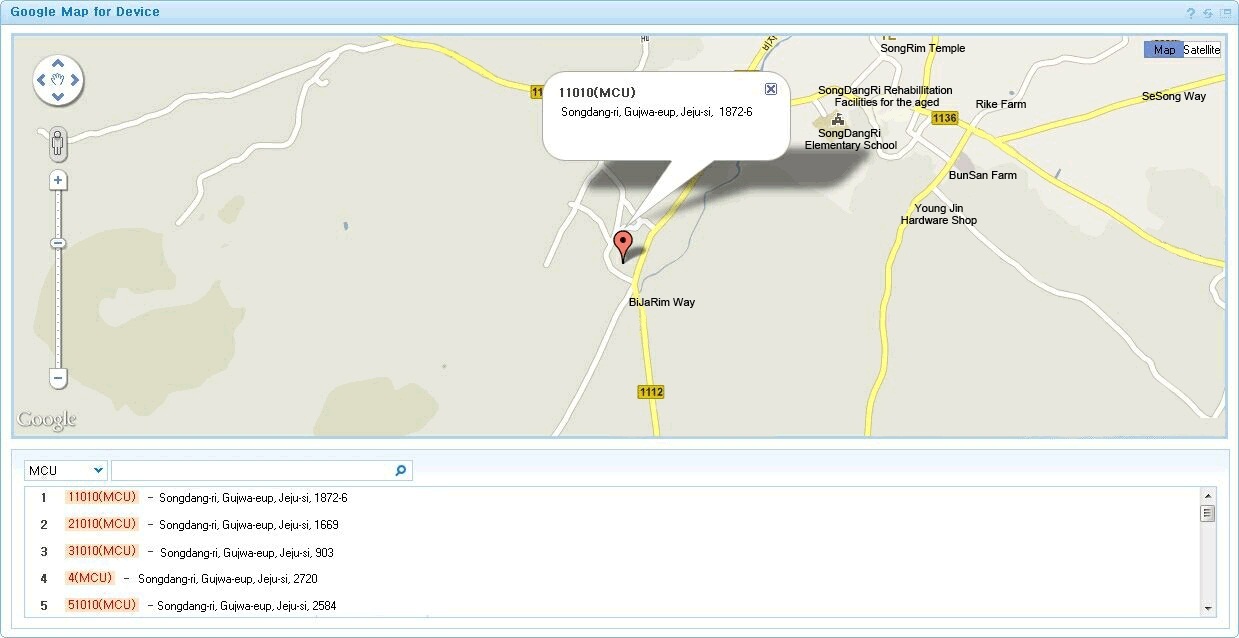 Google Map for Device
SongRim Temple
Map Satellite
11
11010(MCU)
Songdang-ri, Gujwa-eup, Jeju-si, 1872-6
SongDangRi Rehabillitation
Facilities for the aged
SeSong Way
Rike Farm
1136
SongDangRi
Elementary School
BunSan Farm
Young Jin
Hardware Shop
BiJaRim Way
1112
Google
MCU
1 11010(MCU) - Songdang-ri, Gujwa-eup, Jeju-si, 1872-6
2 21010(MCU) - Songdang-ri, Gujwa-eup, Jeju-si, 1669
3 31010(MCU) - Songdang-ri, Gujwa-eup, Jeju-si, 903
4 4(MCU) - Songdang-ri, Gujwa-eup, Jeju-si, 2720
5 51010(MCU) - Songdang-ri, Gujwa-eup, Jeju-si, 2584